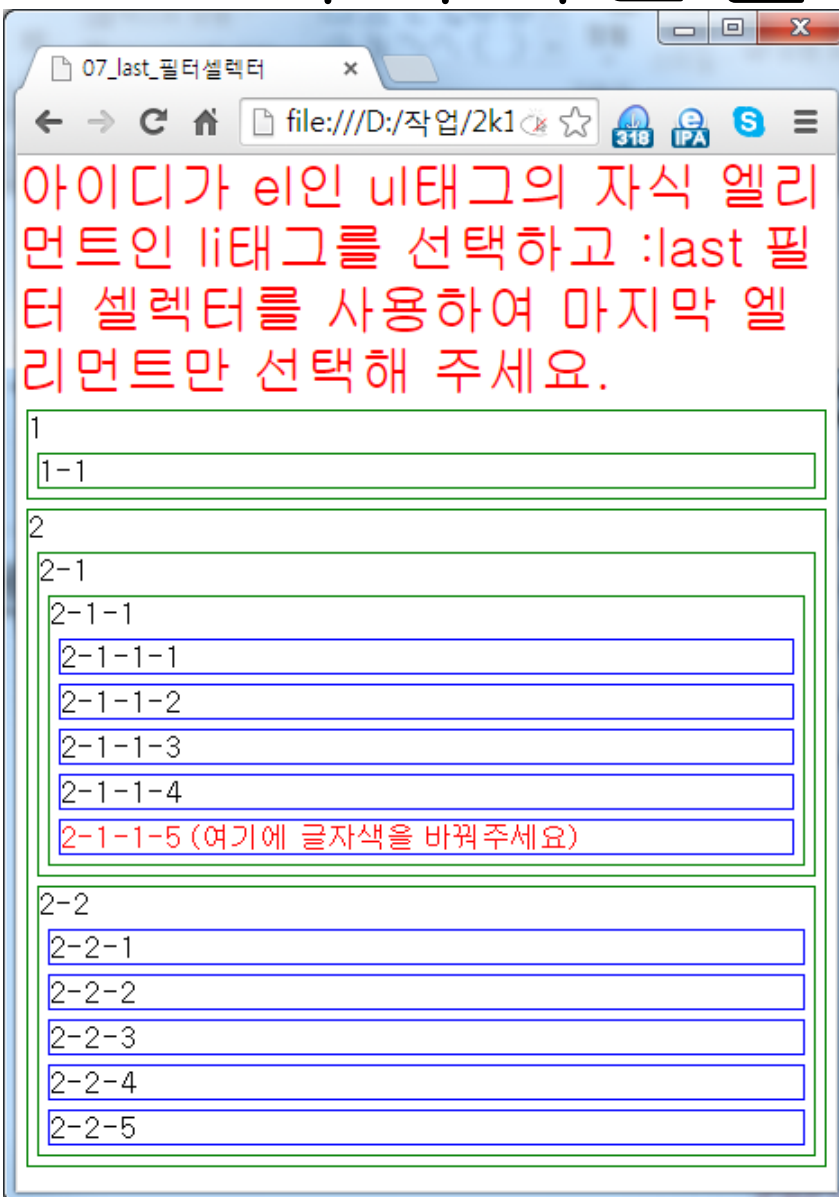 07_last_필터셀렉터
file:///D:/작업/2k1
318
IPA
아이디가 el인 ul태그의 자식 엘리
먼트인 li태그를 선택하고 :last 필
터 셀렉터를 사용하여 마지막 엘
리먼트만 선택해 주세요.
1
1-1
2
2-1
2-1-1
2-1-1-1
2-1-1-2
2-1-1-3
2-1-1-4
2-1-1-5 (여기에 글자색을 바꿔주세요)
2-2
2-2-1
2-2-2
2-2-3
2-2-4
2-2-5